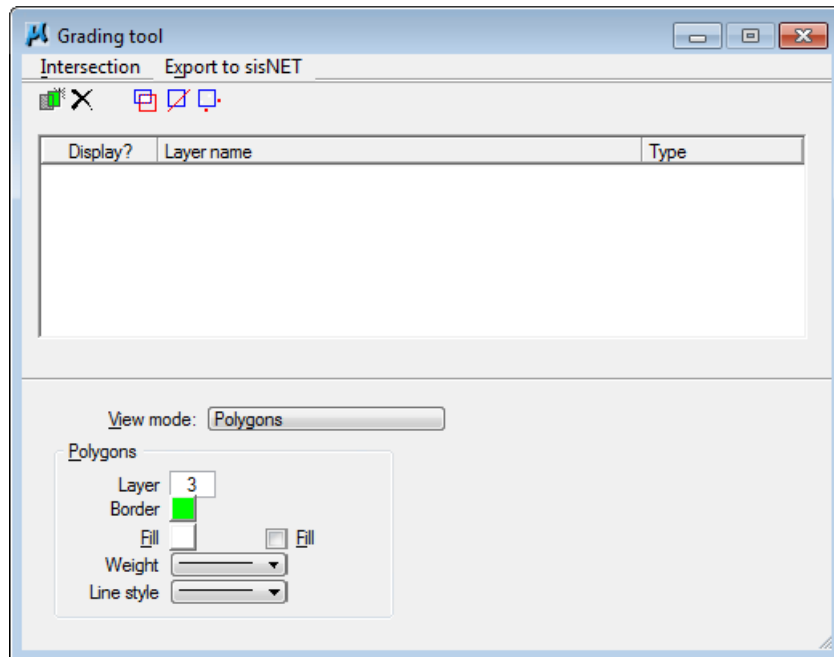 Grading tool
Intersection Export to sisNET
Display? Layer name Type
View mode: Polygons
Polygons
Layer 3
Border
Fill Fill
Weight
Line style